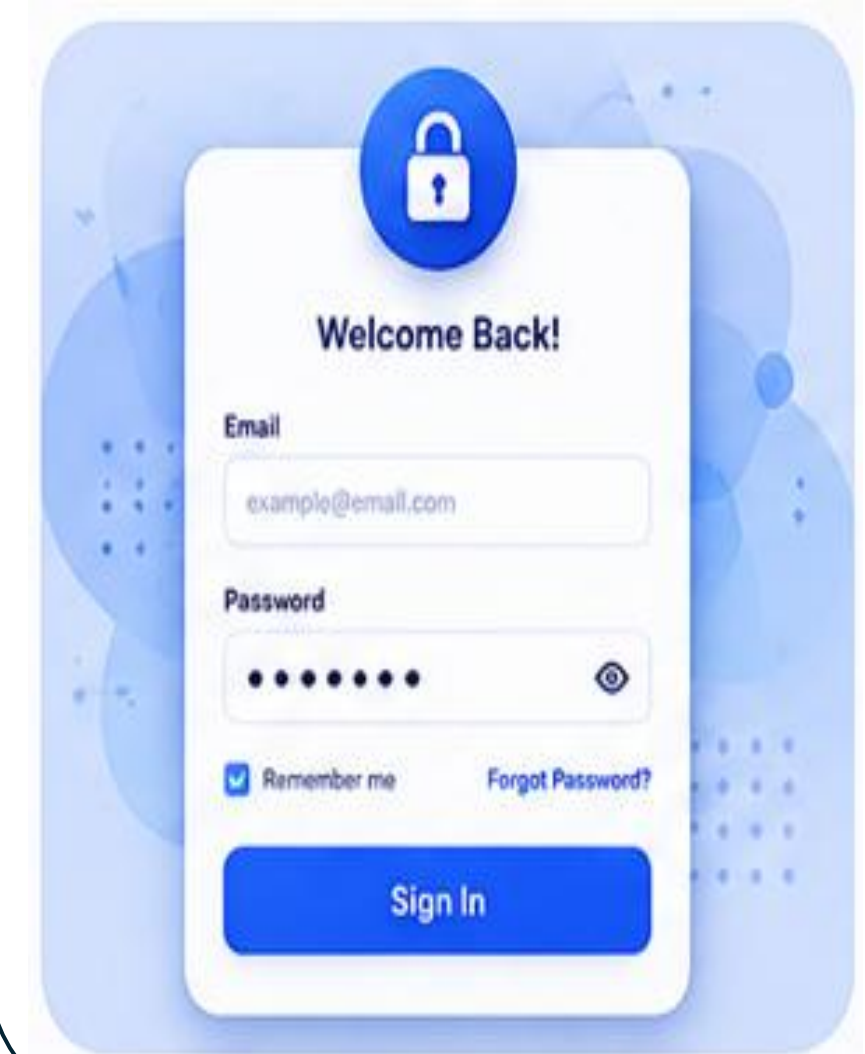 Welcome Back!
Email
example@email.com
Password
Remember me
Forgot Password?
Sign In